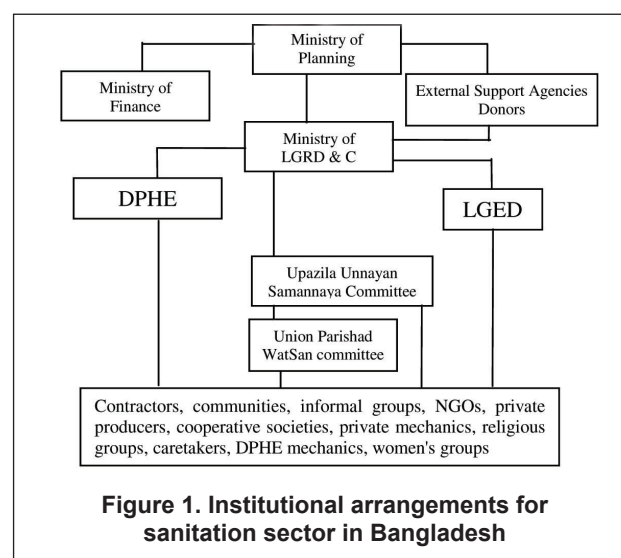 Ministry of
Planning
Ministry of
Finance
External Support Agencies
Donors
Ministry of
LGRD & C
DPHE
LGED
Upazila Unnayan
Samannaya Committee
Union Parishad
WatSan committee
Contractors, communities, informal groups, NGOs, private
producers, cooperative societies, private mechanics, religious
groups, caretakers, DPHE mechanics, women's groups
Figure 1. Institutional arrangements for
sanitation sector in Bangladesh